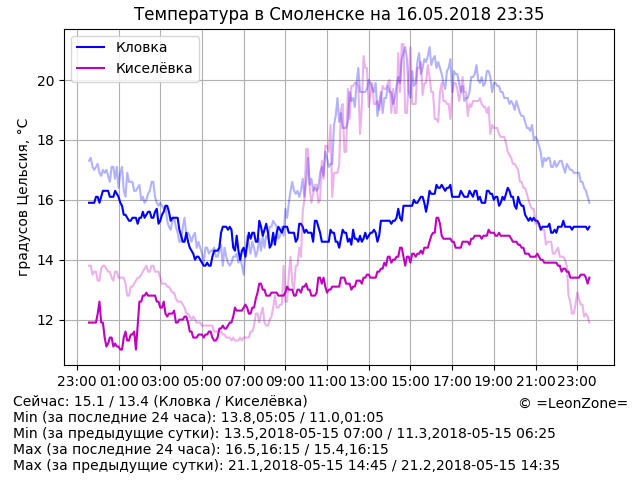 Температура в Смоленске на 16.05.2018 23:35
Кловка
Киселёвка
градусов Цельсия, °C
20
18
16
14
12
23:00 01:00 03:00 05:00 07:00 09:00 11:00 13:00 15:00 17:00 19:00 21:00 23:00
Сейчас: 15.1 / 13.4 (Кловка / Киселёвка)
© =LeonZone=
Min (за последние 24 часа): 13.8,05:05 / 11.0,01:05
Min (за предыдущие сутки): 13.5,2018-05-15 07:00 / 11.3,2018-05-15 06:25
Max (за последние 24 часа): 16.5,16:15 / 15.4,16:15
Max (за предыдущие сутки): 21.1,2018-05-15 14:45 / 21.2,2018-05-15 14:35